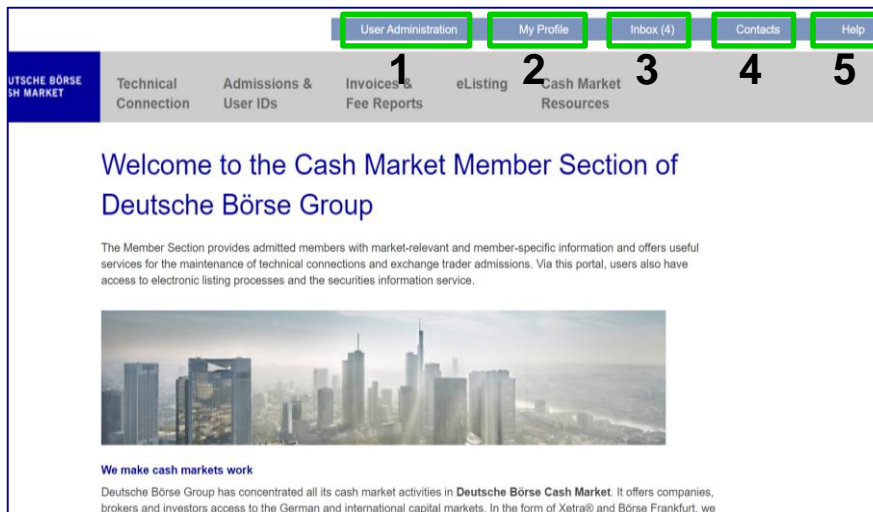 User Administration My Profile Inbox (4) Contacts Help
1 2 3 4 5
UTSCHE BÖRSE
SH MARKET
Technical Admissions & Invoices & eListing Cash Market
Connection User IDs Fee Reports Resources
Welcome to the Cash Market Member Section of
Deutsche Börse Group
The Member Section provides admitted members with market-relevant and member-specific information and offers useful
services for the maintenance of technical connections and exchange trader admissions. Via this portal, users also have
access to electronic listing processes and the securities information service.
We make cash markets work
Deutsche Börse Group has concentrated all its cash market activities in Deutsche Börse Cash Market. It offers companies,
brokers and investors access to the German and international capital markets. In the form of Xetra® and Börse Frankfurt, we